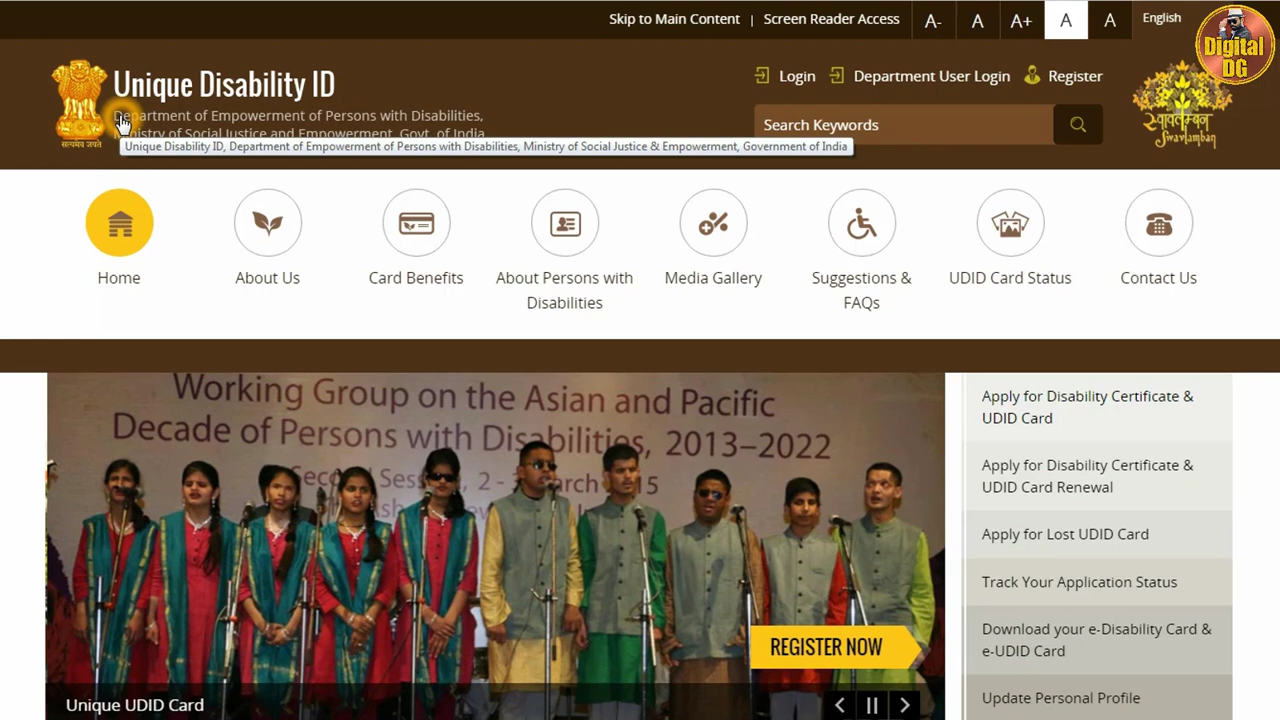 Skip to Main Content | Screen Reader Access A- A A+ A A English
Digital
DG
Unique Disability ID
Department of Empowerment of Persons with Disabilities,
Ministry of Social Justice and Empowerment, Govt. of India
सत्यमेव जयते
Unique Disability ID, Department of Empowerment of Persons with Disabilities, Ministry of Social Justice & Empowerment, Government of India
Login Department User Login Register
Search Keywords
स्वावलम्बन
Swavlamban
Home
About Us
Card Benefits
About Persons with
Disabilities
Media Gallery
Suggestions &
FAQs
UDID Card Status
Contact Us
Working Group on the Asian and Pacific
Decade of Persons with Disabilities, 2013–2022
REGISTER NOW
Unique UDID Card
Apply for Disability Certificate &
UDID Card
Apply for Disability Certificate &
UDID Card Renewal
Apply for Lost UDID Card
Track Your Application Status
Download your e-Disability Card &
e-UDID Card
Update Personal Profile